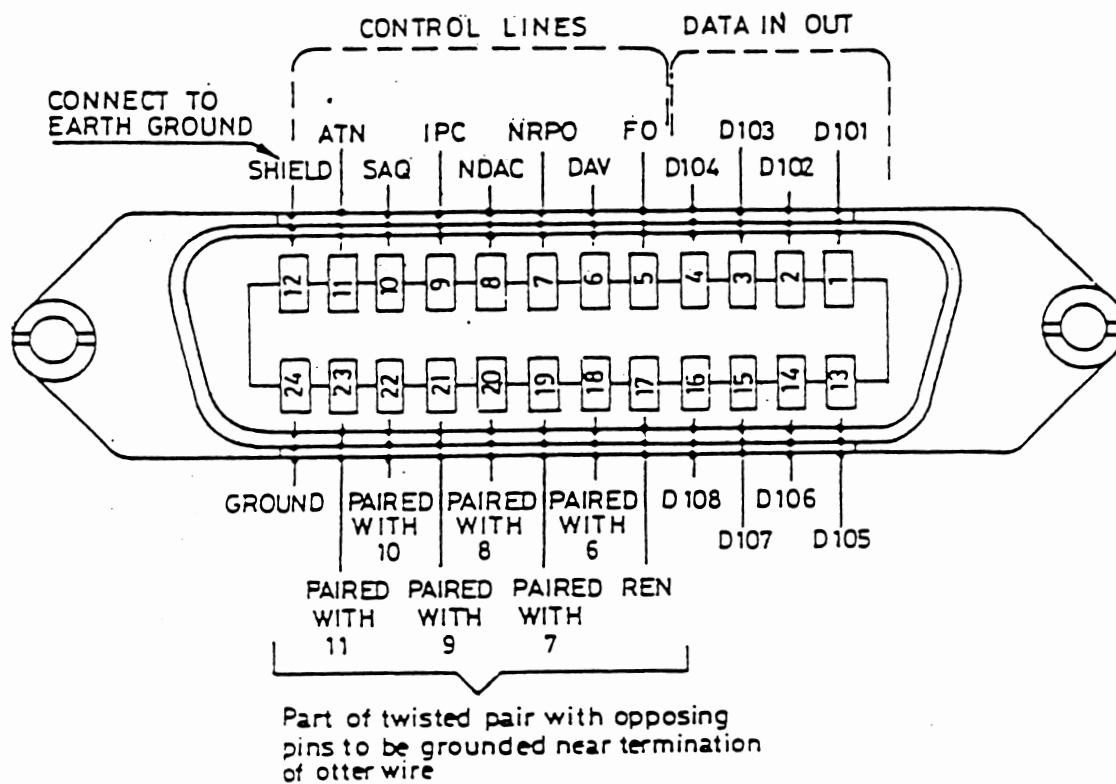 CONTROL LINES
DATA IN OUT
CONNECT TO
EARTH GROUND
ATN IPC NRPO FO D103 D101
SHIELD SAQ NDAC DAV D104 D102
12 11 10 9 8 7 6 5 4 3 2 1
24 23 22 21 20 19 18 17 16 15 14 13
GROUND
PAIRED
WITH
10
PAIRED
WITH
8
PAIRED
WITH
6
D108
D106
D107
D105
PAIRED
WITH
11
PAIRED
WITH
9
PAIRED
WITH
7
REN
Part of twisted pair with opposing
pins to be grounded near termination
of otter wire